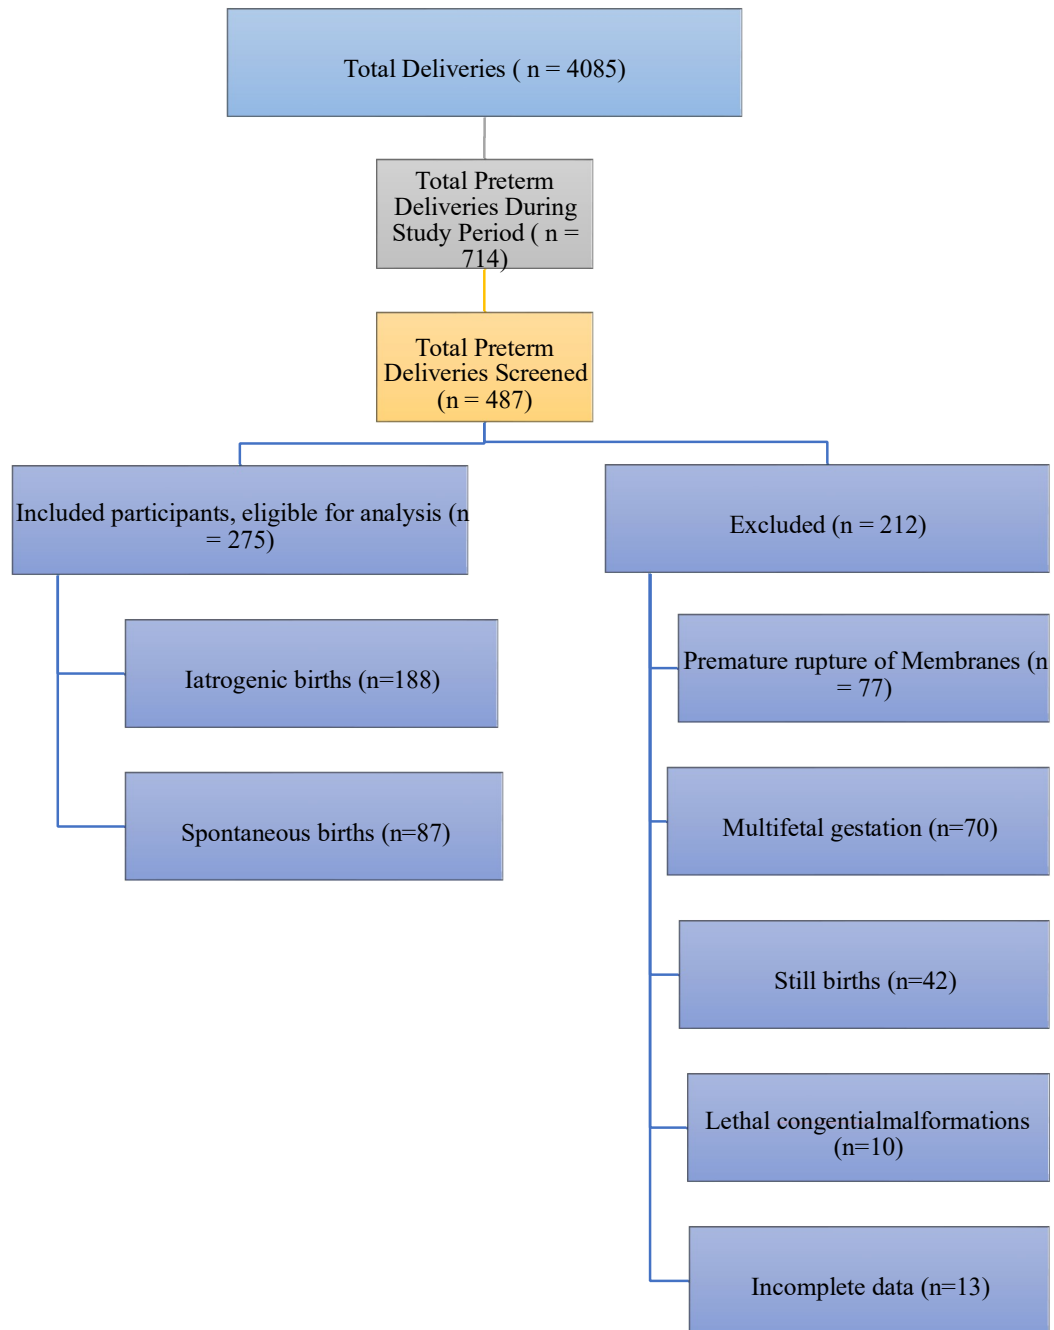 Total Deliveries ( n = 4085)
Total Preterm
Deliveries During
Study Period ( n =
714)
Total Preterm
Deliveries Screened
(n = 487)
Included participants, eligible for analysis (n
= 275)
Iatrogenic births (n=188)
Spontaneous births (n=87)
Excluded (n = 212)
Premature rupture of Membranes (n
= 77)
Multifetal gestation (n=70)
Still births (n=42)
Lethal congentialmalformations
(n=10)
Incomplete data (n=13)